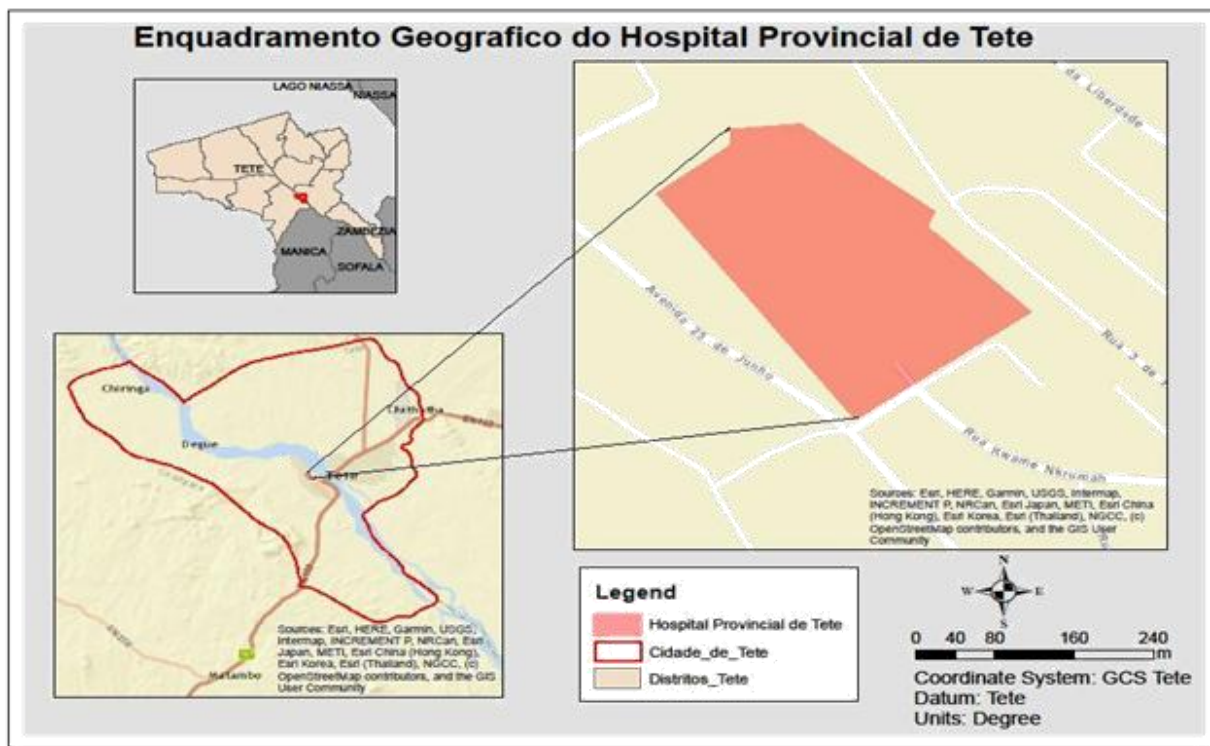 Enquadramento Geografico do Hospital Provincial de Tete
LAGO NIASSA
NIASSA
TETE
ZAMBEZIA
MANICA
SOFALA
da Liberdade
Avenida 25 de Junho
Rua 3 de
Rua Kwame Nkrumah
Sources: Esri, HERE, Garmin, USGS, Intermap,
INCREMENT P, NRCan, Esri Japan, METI, Esri China
(Hong Kong), Esri Korea, Esri (Thailand), NGCC, (c)
OpenStreetMap contributors, and the GIS User
Community
Chiringa
Degue
Tete
Matambo
Sources: Esri, HERE, Garmin, USGS,
Intermap, INCREMENT P, NRCan, Esri
Japan, METI, Esri China (Hong Kong),
Esri Korea, Esri (Thailand), NGCC, (c)
OpenStreetMap contributors, and the GIS
User Community
Legend
Hospital Provincial de Tete
Cidade_de_Tete
Distritos_Tete
N
W
E
S
0 40 80 160 240
m
Coordinate System: GCS Tete
Datum: Tete
Units: Degree